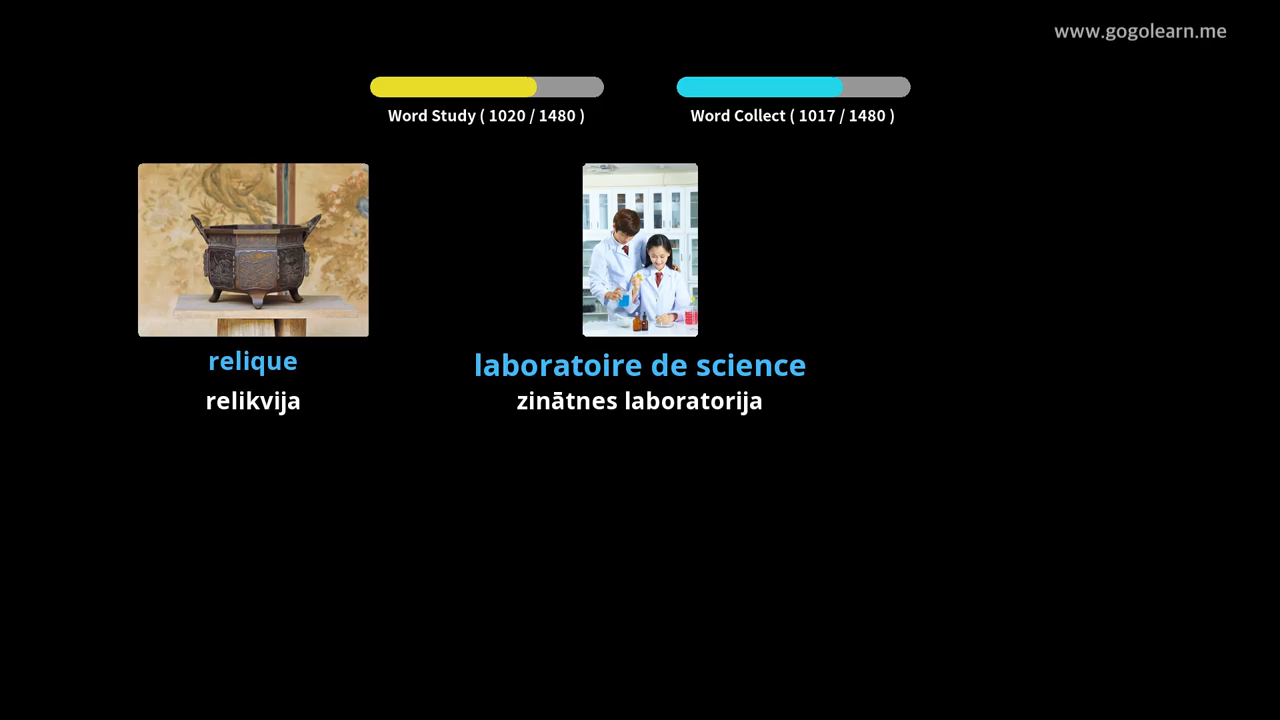 www.gogolearn.me
Word Study ( 1020 / 1480 )
Word Collect ( 1017 / 1480 )
relique
relikvija
laboratoire de science
zinātnes laboratorija